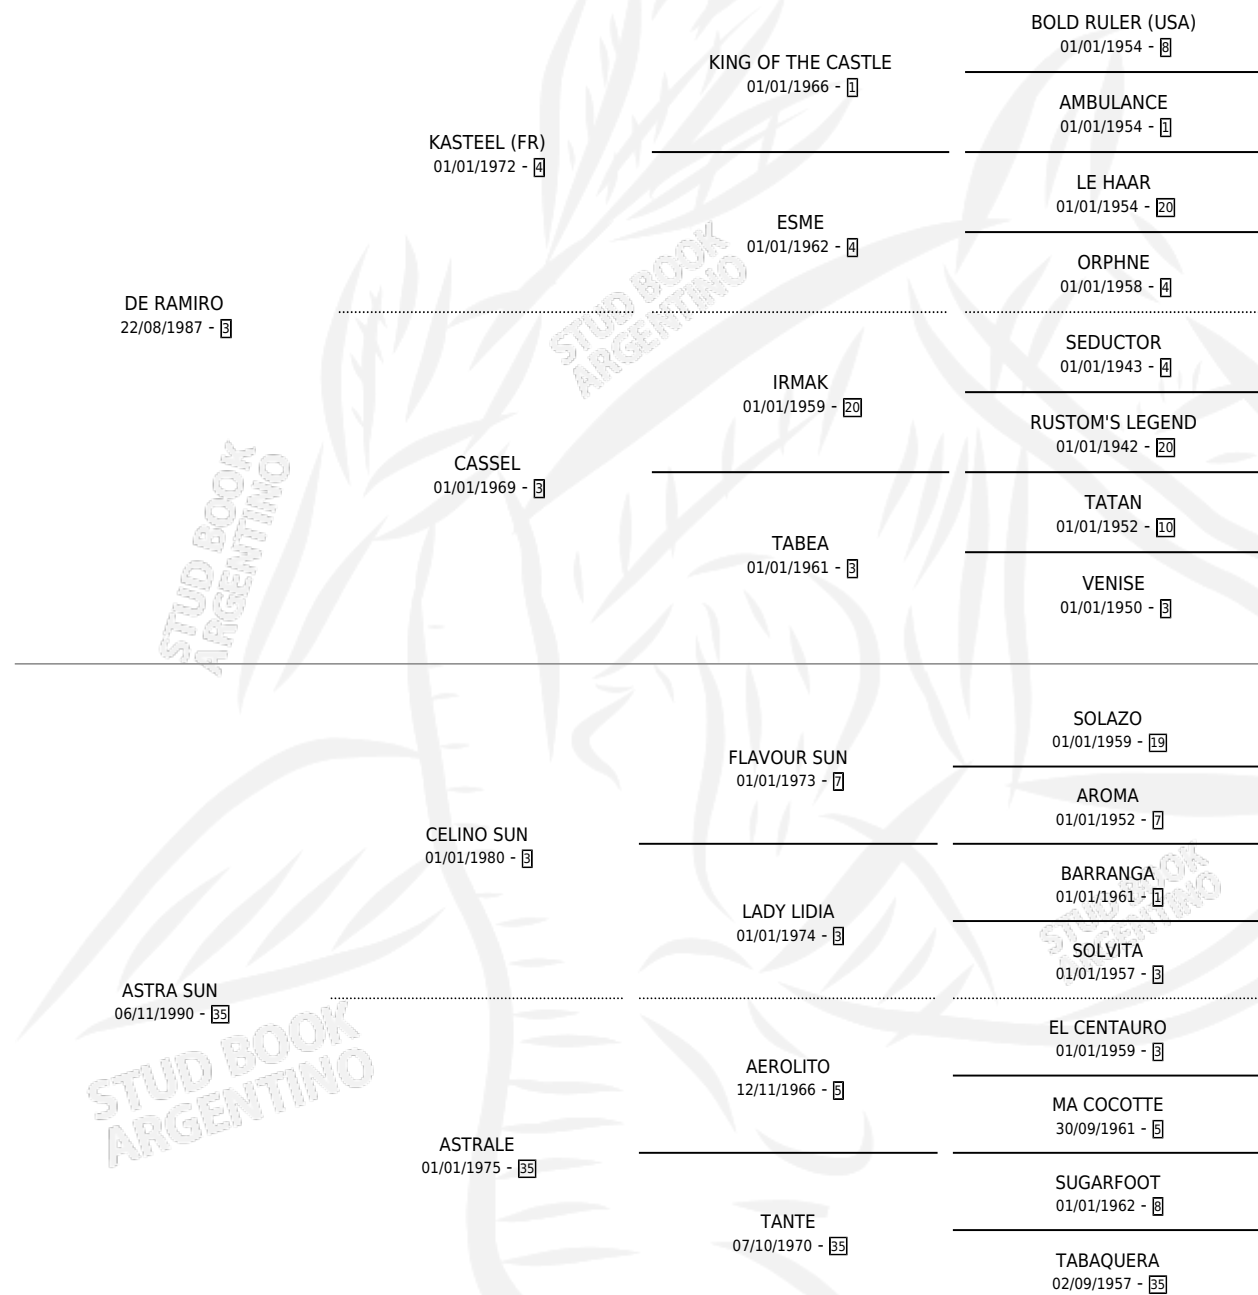 BOLD RULER (USA)
01/01/1954 - 8
KING OF THE CASTLE
01/01/1966 - 1
AMBULANCE
01/01/1954 - 1
KASTEEL (FR)
01/01/1972 - 4
LE HAAR
01/01/1954 - 20
ESME
01/01/1962 - 4
ORPHNE
01/01/1958 - 4
DE RAMIRO
22/08/1987 - 3
STUD BOOK
ARGENTINO
SEDUCTOR
01/01/1943 - 4
IRMAK
01/01/1959 - 20
RUSTOM'S LEGEND
01/01/1942 - 20
CASSEL
01/01/1969 - 3
TATAN
01/01/1952 - 10
TABEA
01/01/1961 - 3
VENISE
01/01/1950 - 3
STUD BOOK
ARGENTINO
SOLAZO
01/01/1959 - 19
FLAVOUR SUN
01/01/1973 - 7
AROMA
01/01/1952 - 7
CELINO SUN
01/01/1980 - 3
BARRANGA
01/01/1961 - 1
LADY LIDIA
01/01/1974 - 3
SOLVITA
01/01/1957 - 3
STUD BOOK
ARGENTINO
ASTRA SUN
06/11/1990 - 35
EL CENTAURO
01/01/1959 - 3
AEROLITO
12/11/1966 - 5
MA COCOTTE
30/09/1961 - 5
STUD BOOK
ARGENTINO
ASTRALE
01/01/1975 - 35
SUGARFOOT
01/01/1962 - 8
TANTE
07/10/1970 - 35
TABAQUERA
02/09/1957 - 35